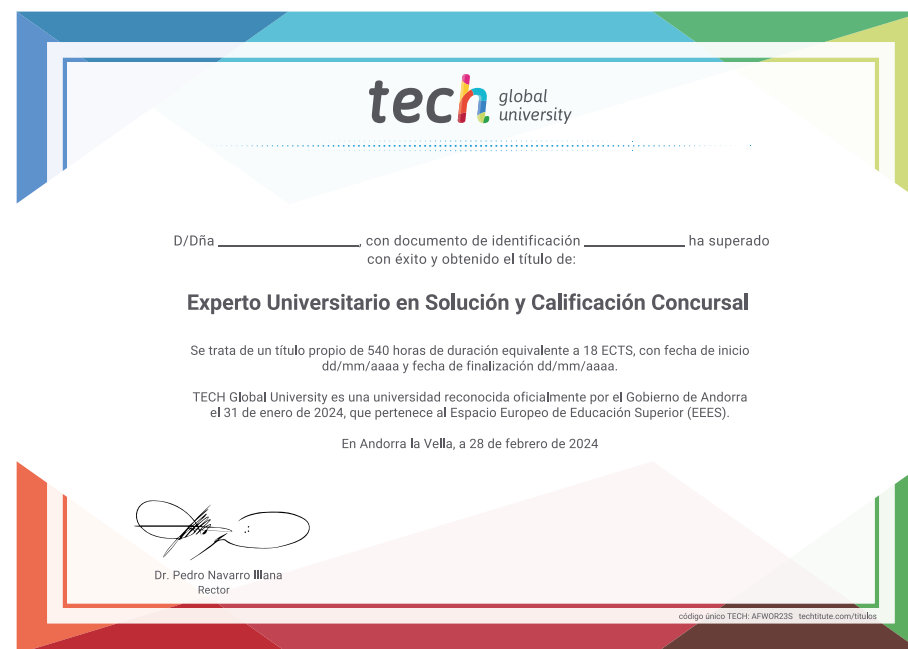 tech global university
D/Dña ____________________, con documento de identificación ______________ ha superado
con éxito y obtenido el título de:
Experto Universitario en Solución y Calificación Concursal
Se trata de un título propio de 540 horas de duración equivalente a 18 ECTS, con fecha de inicio
dd/mm/aaaa y fecha de finalización dd/mm/aaaa.
TECH Global University es una universidad reconocida oficialmente por el Gobierno de Andorra
el 31 de enero de 2024, que pertenece al Espacio Europeo de Educación Superior (EEES).
En Andorra la Vella, a 28 de febrero de 2024
Dr. Pedro Navarro Illana
Rector
código único TECH: AFWOR23S techtitute.com/títulos